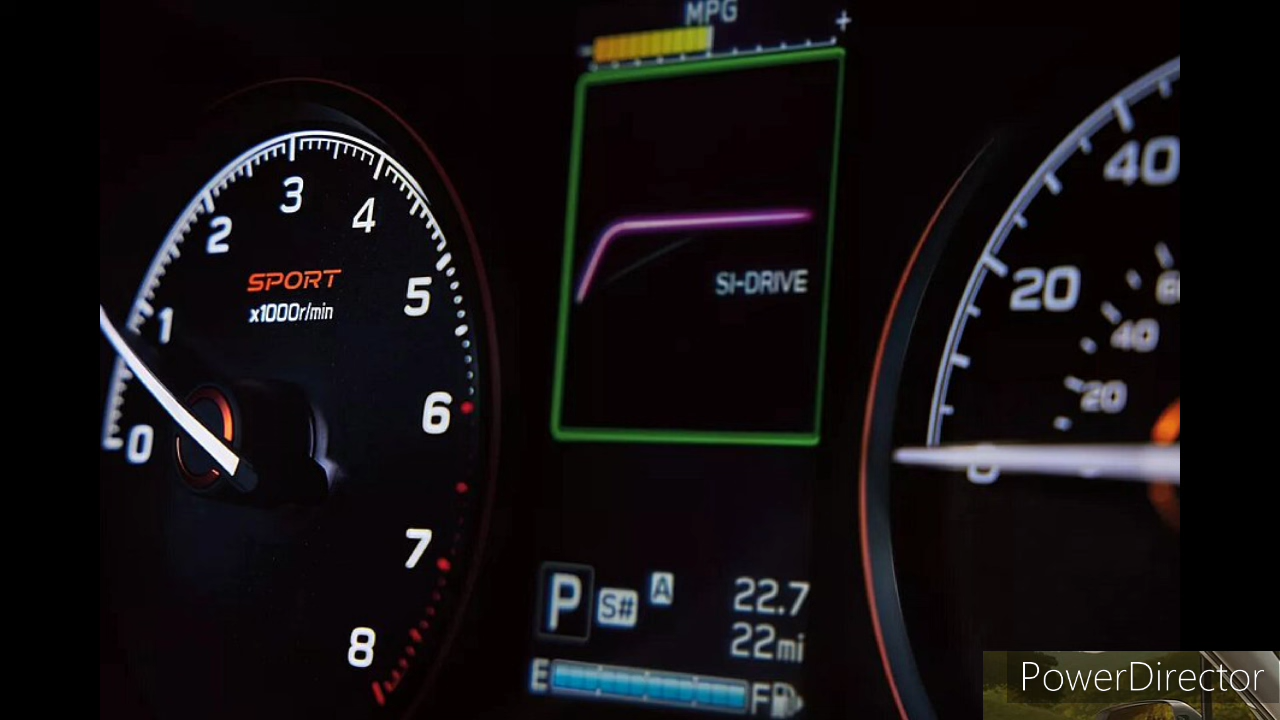 MPG
- +
0
1
2
3
4
5
6
7
8
SPORT
x1000r/min
SI-DRIVE
P S# A 22.7
22mi
E F
0
20
40
20
40
PowerDirector